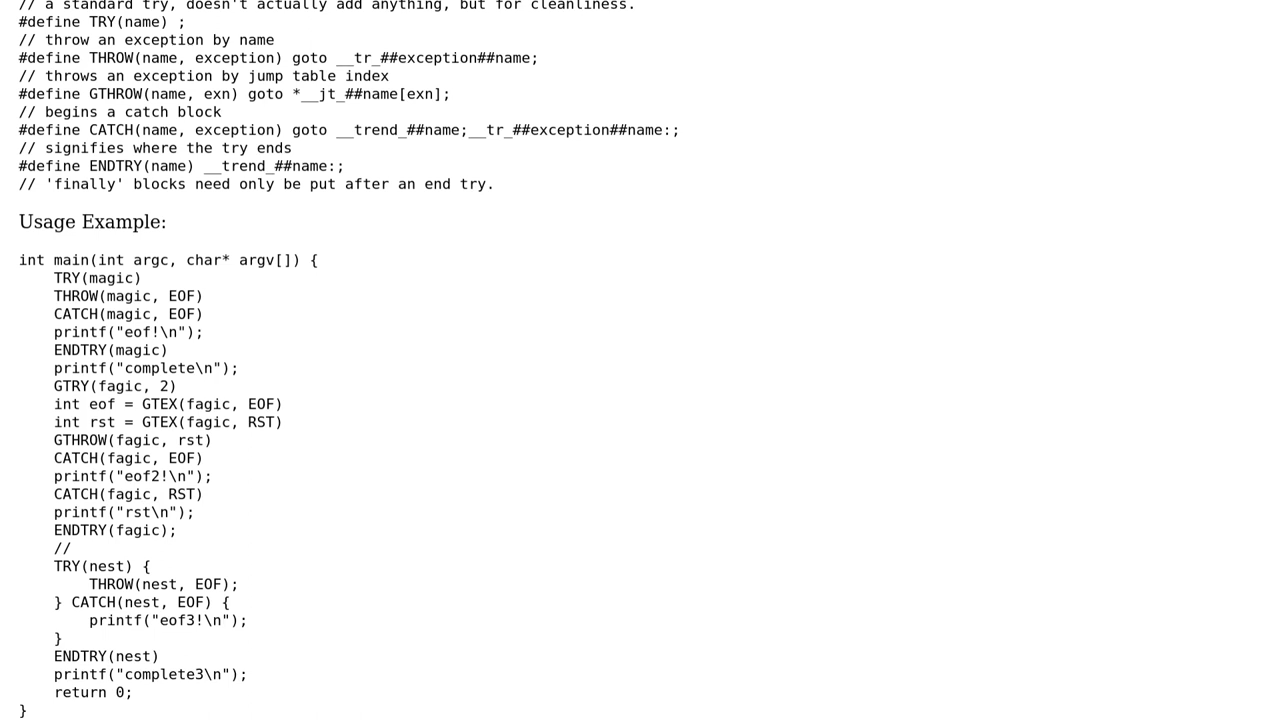 // a standard try, doesn't actually add anything, but for cleanliness.
#define TRY(name) ;
// throw an exception by name
#define THROW(name, exception) goto __tr_##exception##name;
// throws an exception by jump table index
#define GTHROW(name, exn) goto *__jt_##name[exn];
// begins a catch block
#define CATCH(name, exception) goto __trend_##name;__tr_##exception##name:;
// signifies where the try ends
#define ENDTRY(name) __trend_##name:;
// 'finally' blocks need only be put after an end try.
Usage Example:
int main(int argc, char* argv[]) {
    TRY(magic)
    THROW(magic, EOF)
    CATCH(magic, EOF)
    printf("eof!\n");
    ENDTRY(magic)
    printf("complete\n");
    GTRY(fagic, 2)
    int eof = GTEX(fagic, EOF)
    int rst = GTEX(fagic, RST)
    GTHROW(fagic, rst)
    CATCH(fagic, EOF)
    printf("eof2!\n");
    CATCH(fagic, RST)
    printf("rst\n");
    ENDTRY(fagic);
    //
    TRY(nest) {
        THROW(nest, EOF);
    } CATCH(nest, EOF) {
        printf("eof3!\n");
    }
    ENDTRY(nest)
    printf("complete3\n");
    return 0;
}